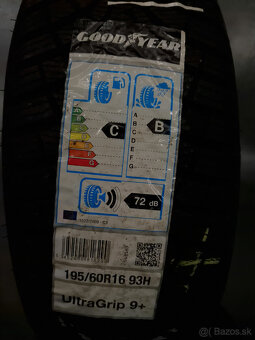 GOODYEAR
A
B
C
D
E
F
G
C
B
72 dB
195/60R16 93H
UltraGrip 9+
Bazos.sk